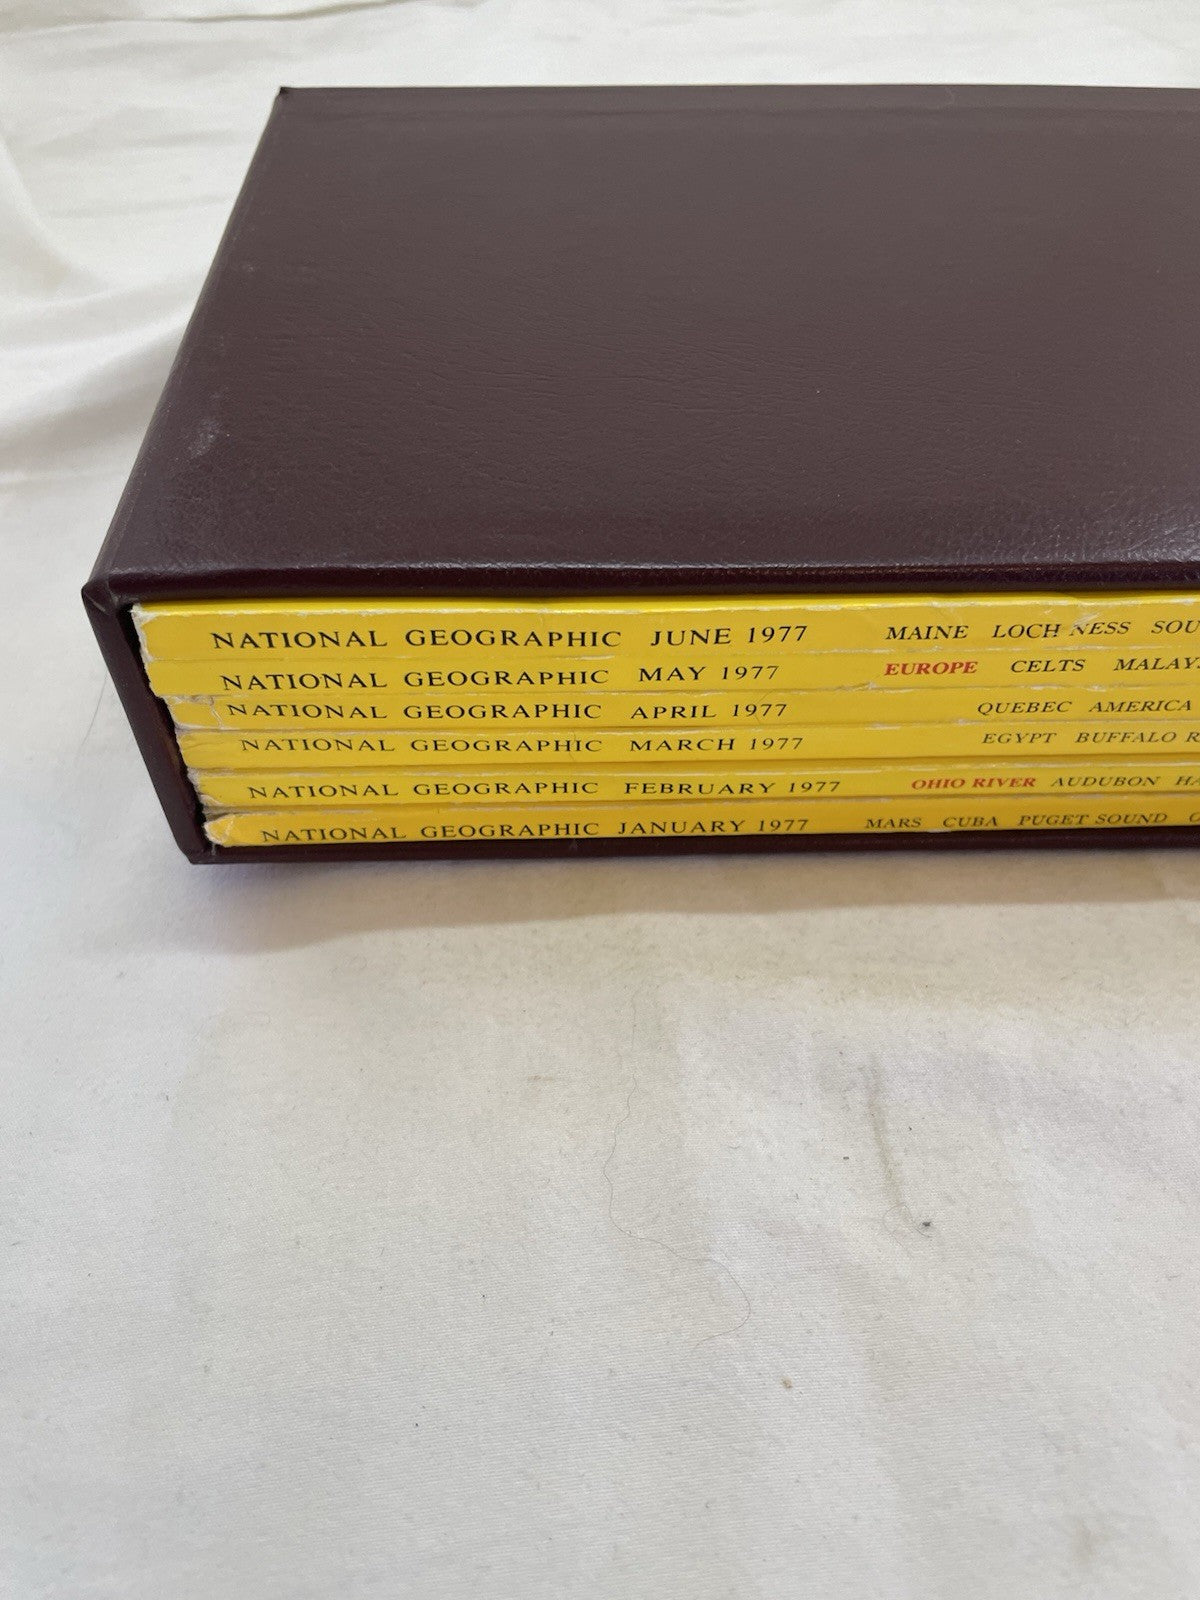 NATIONAL GEOGRAPHIC JUNE 1977 MAINE LOCH NESS
NATIONAL GEOGRAPHIC MAY 1977 EUROPE CELTS
NATIONAL GEOGRAPHIC APRIL 1977 QUEBEC AMERICA
NATIONAL GEOGRAPHIC MARCH 1977 EGYPT BUFFALO
NATIONAL GEOGRAPHIC FEBRUARY 1977 OHIO RIVER AUDUBON
NATIONAL GEOGRAPHIC JANUARY 1977 MARS CUBA PUGET SOUND